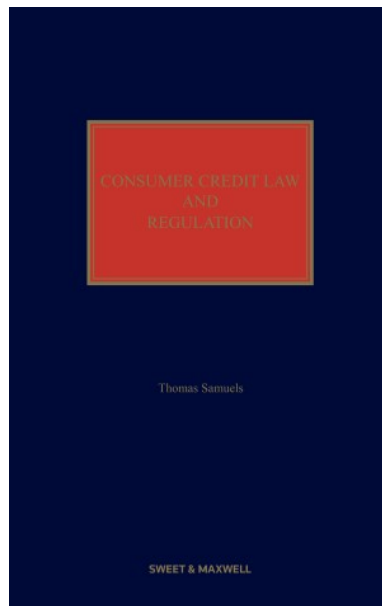 CONSUMER CREDIT LAW
AND
REGULATION
Thomas Samuels
SWEET & MAXWELL